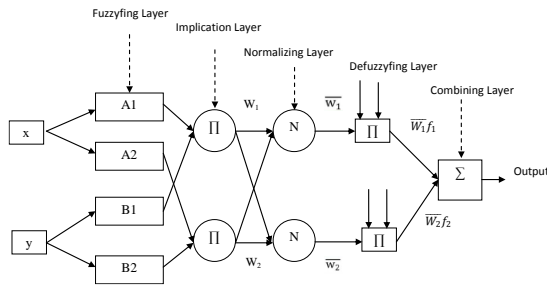 Fuzzyfing Layer
Implication Layer
Normalizing Layer
Defuzzyfing Layer
Combining Layer
x
y
A1
A2
B1
B2
∏
∏
W₁
W₂
N
N
w̅₁
w̅₂
∏
∏
W̅₁f₁
W̅₂f₂
Σ
Output